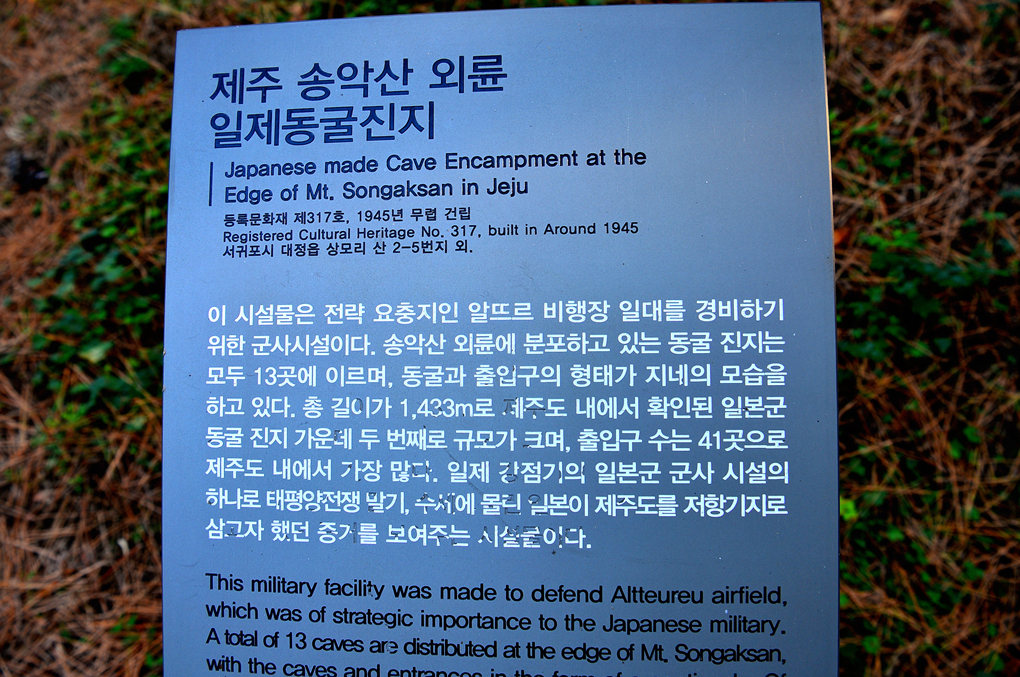 제주 송악산 외륜
일제동굴진지
Japanese made Cave Encampment at the
Edge of Mt. Songaksan in Jeju
등록문화재 제317호, 1945년 무렵 건립
Registered Cultural Heritage No. 317, built in Around 1945
서귀포시 대정읍 상모리 산 2-5번지 외.
이 시설물은 전략 요충지인 알뜨르 비행장 일대를 경비하기
위한 군사시설이다. 송악산 외륜에 분포하고 있는 동굴 진지는
모두 13곳에 이르며, 동굴과 출입구의 형태가 지네의 모습을
하고 있다. 총 길이가 1,433m로 제주도 내에서 확인된 일본군
동굴 진지 가운데 두 번째로 규모가 크며, 출입구 수는 41곳으로
제주도 내에서 가장 많다. 일제 강점기의 일본군 군사 시설의
하나로 태평양전쟁 말기, 수세에 몰린 일본이 제주도를 저항기지로
삼고자 했던 증거를 보여주는 시설물이다.
This military facility was made to defend Altteureu airfield,
which was of strategic importance to the Japanese military.
A total of 13 caves are distributed at the edge of Mt. Songaksan,
with the caves and entrances in the form of